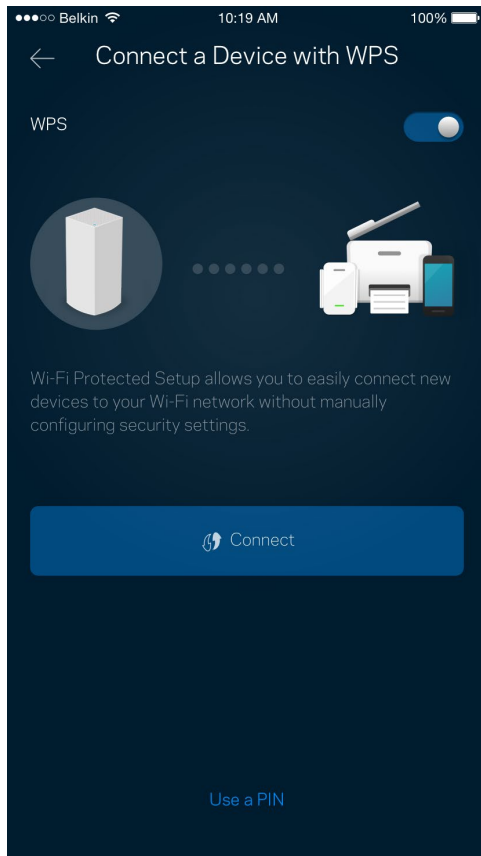 Belkin 10:19 AM 100%
Connect a Device with WPS
WPS
Wi-Fi Protected Setup allows you to easily connect new
devices to your Wi-Fi network without manually
configuring security settings.
Connect
Use a PIN